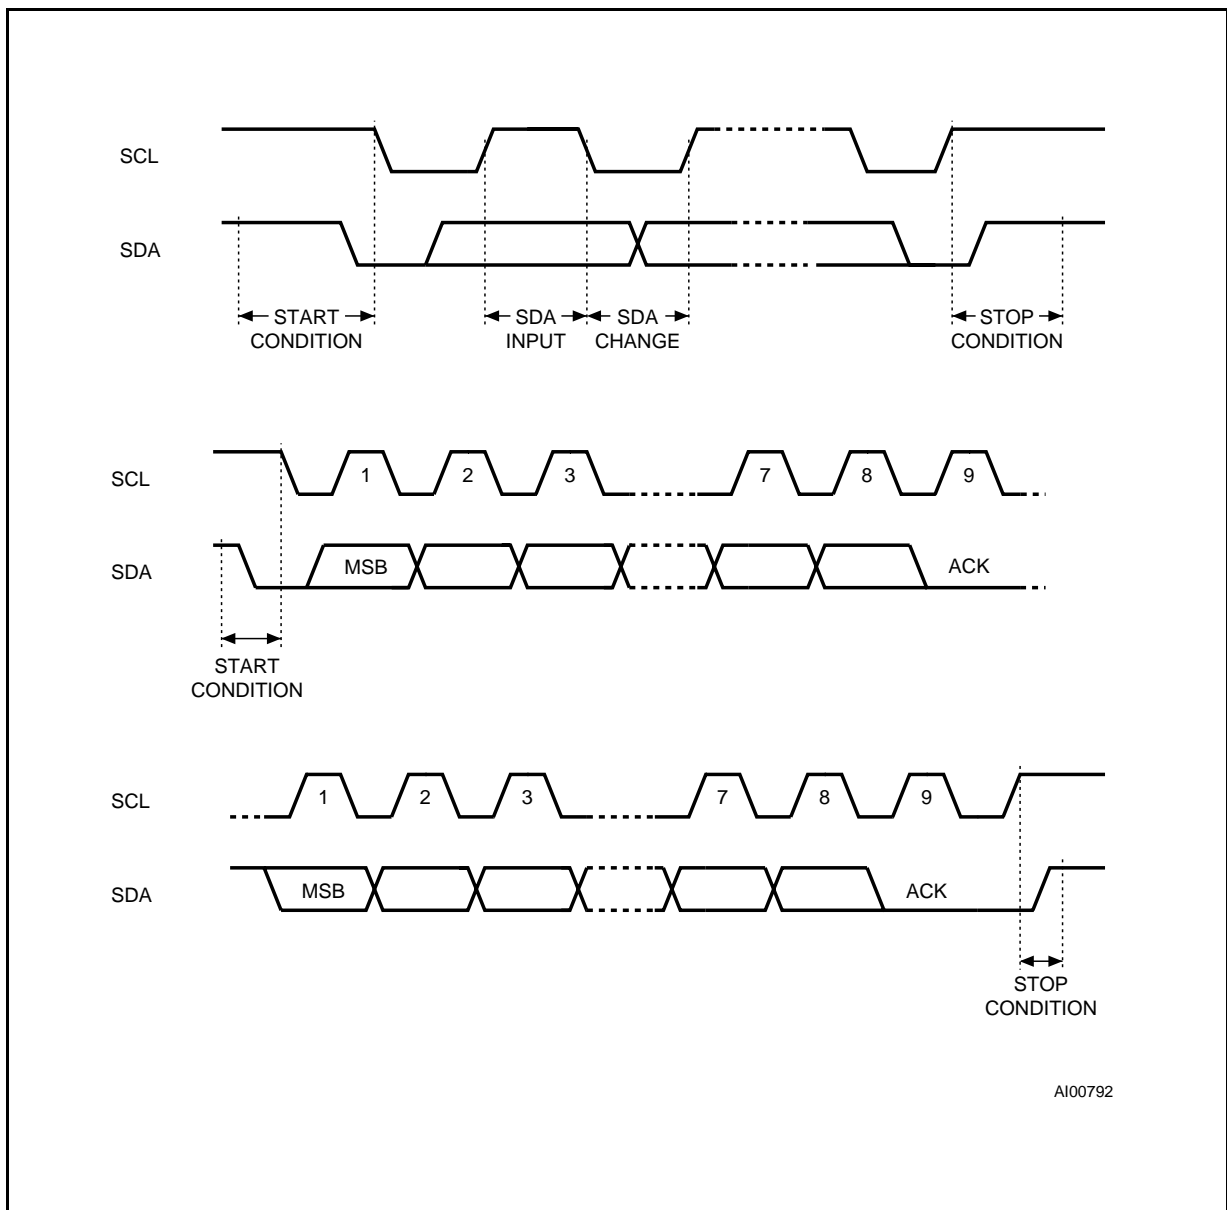 SCL
SDA
START
CONDITION
SDA
INPUT
SDA
CHANGE
STOP
CONDITION
SCL
1 2 3 7 8 9
SDA
MSB ACK
START
CONDITION
SCL
1 2 3 7 8 9
SDA
MSB ACK
STOP
CONDITION
AI00792